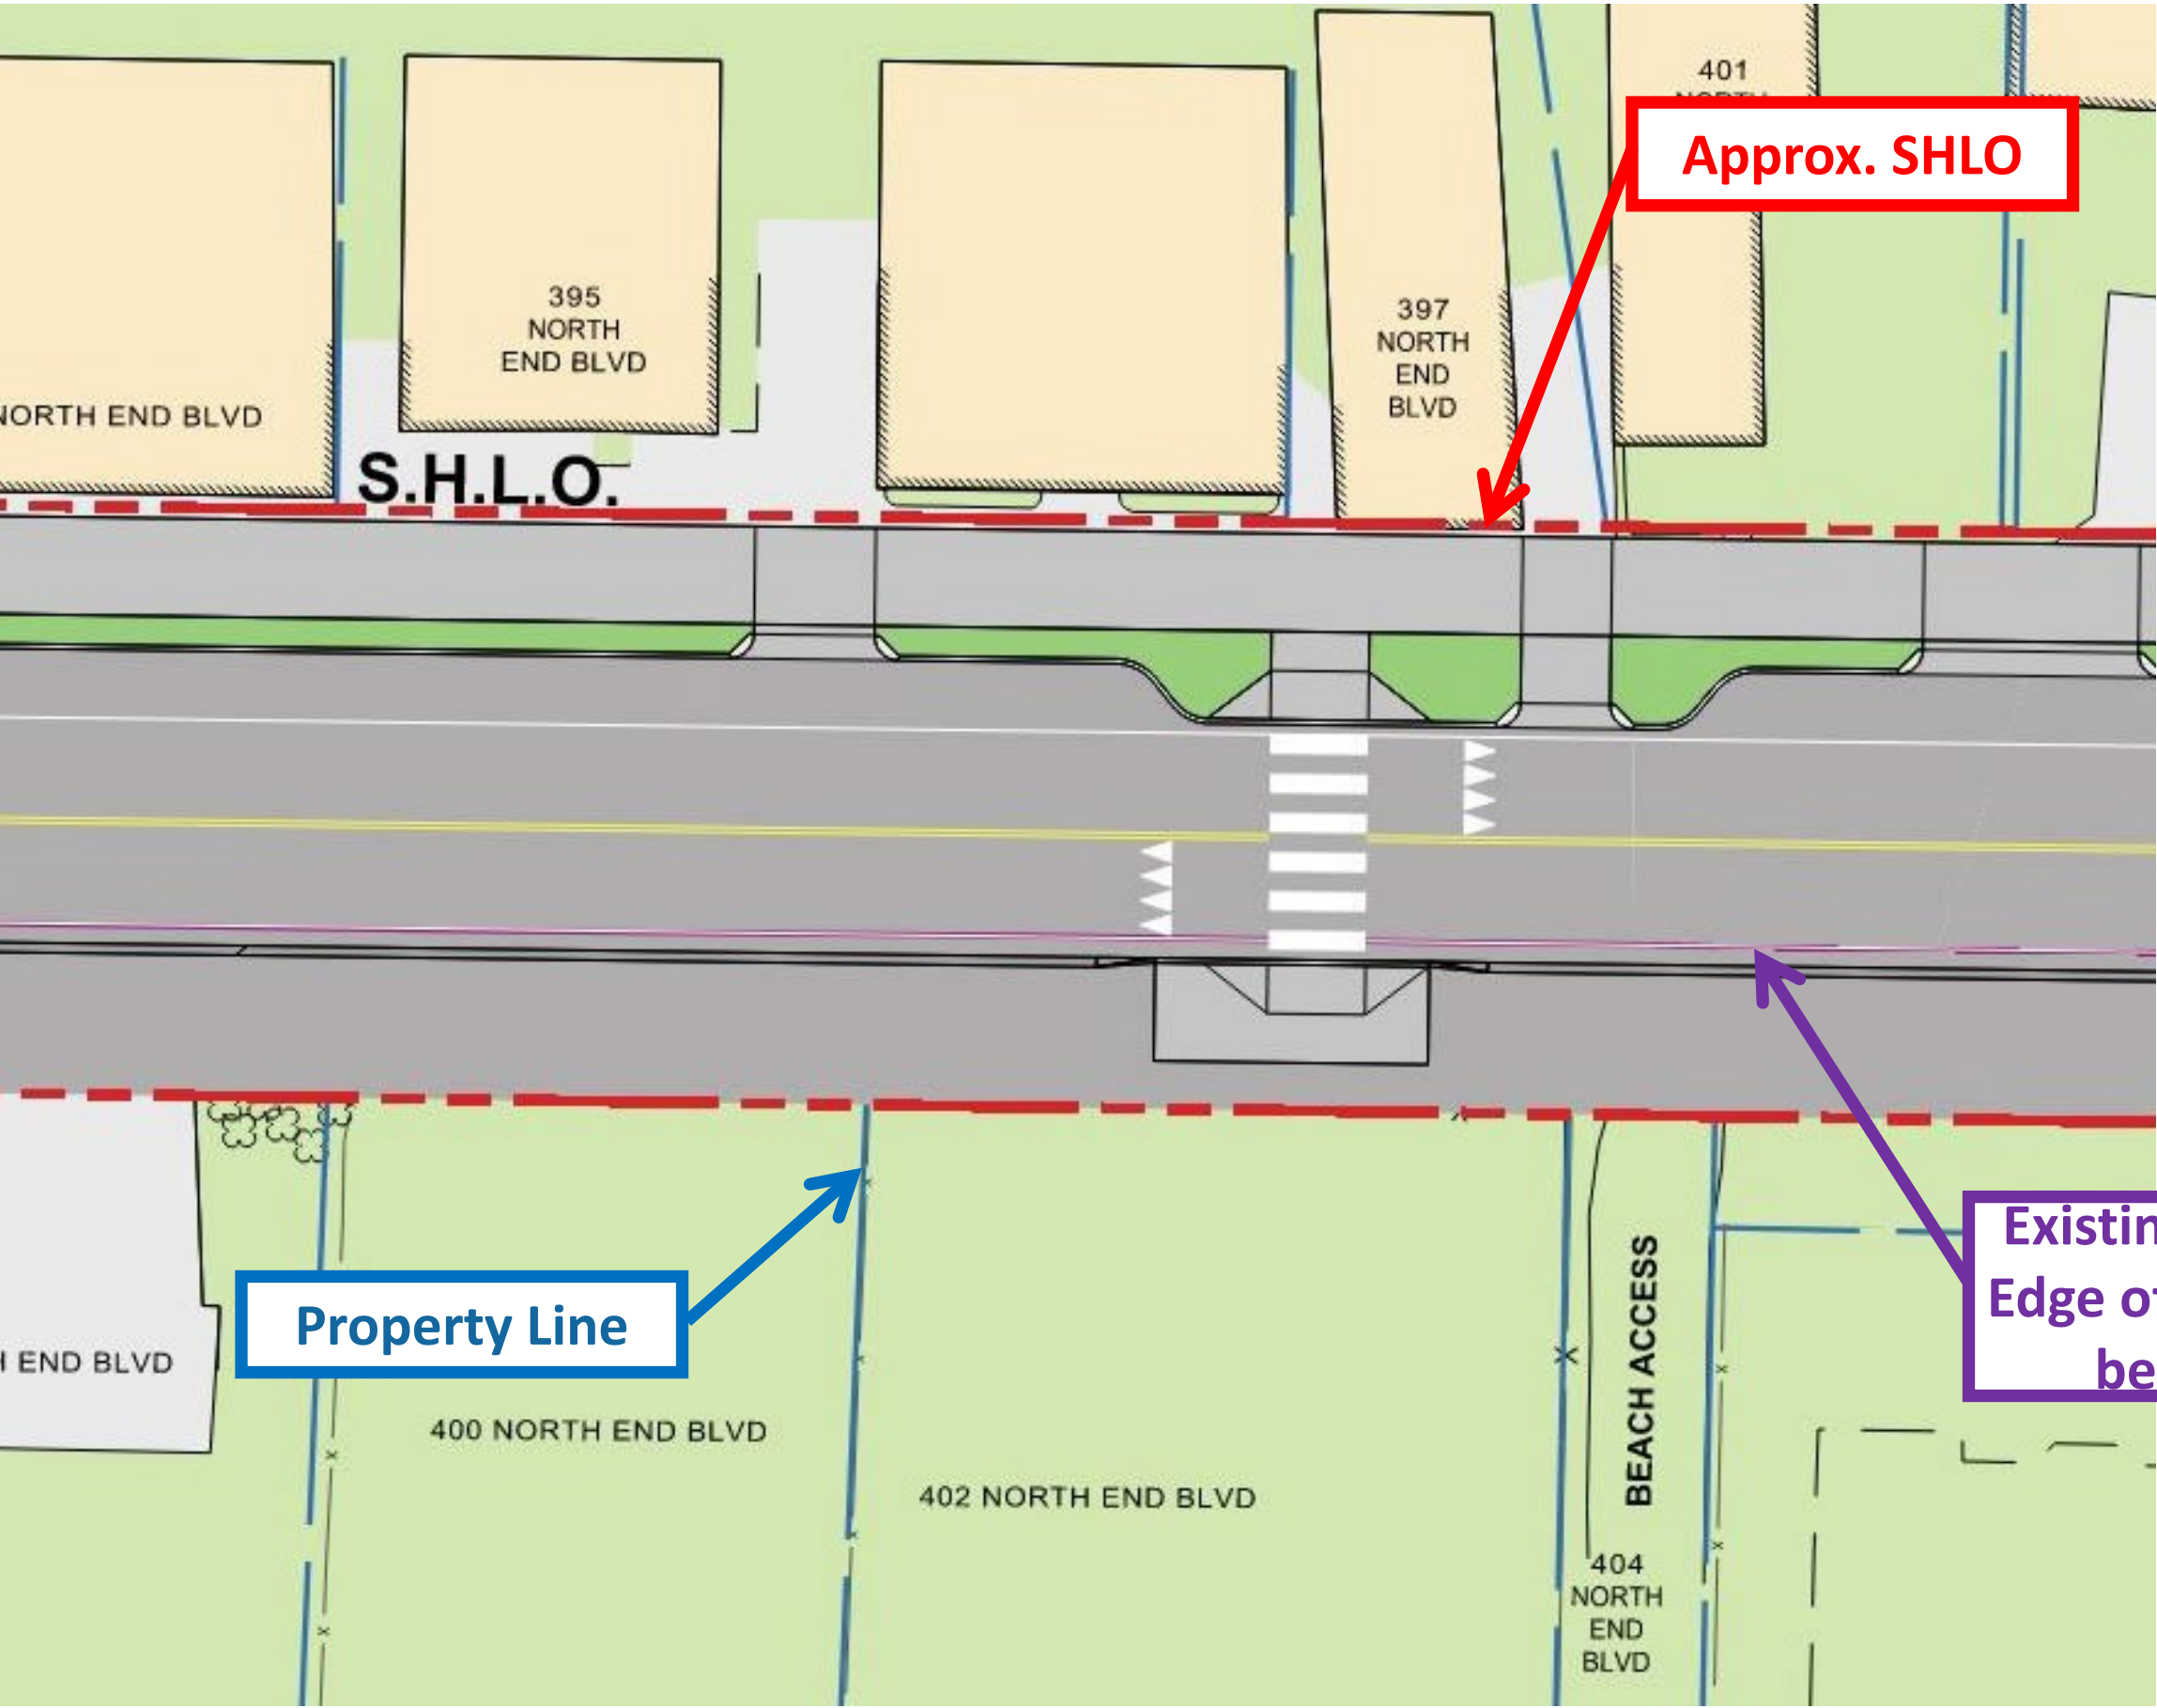 401
Approx. SHLO
395
NORTH
END BLVD
397
NORTH
END
BLVD
NORTH END BLVD
S.H.L.O.
Property Line
END BLVD
400 NORTH END BLVD
402 NORTH END BLVD
BEACH ACCESS
404
NORTH
END
BLVD
Existin
Edge of
be